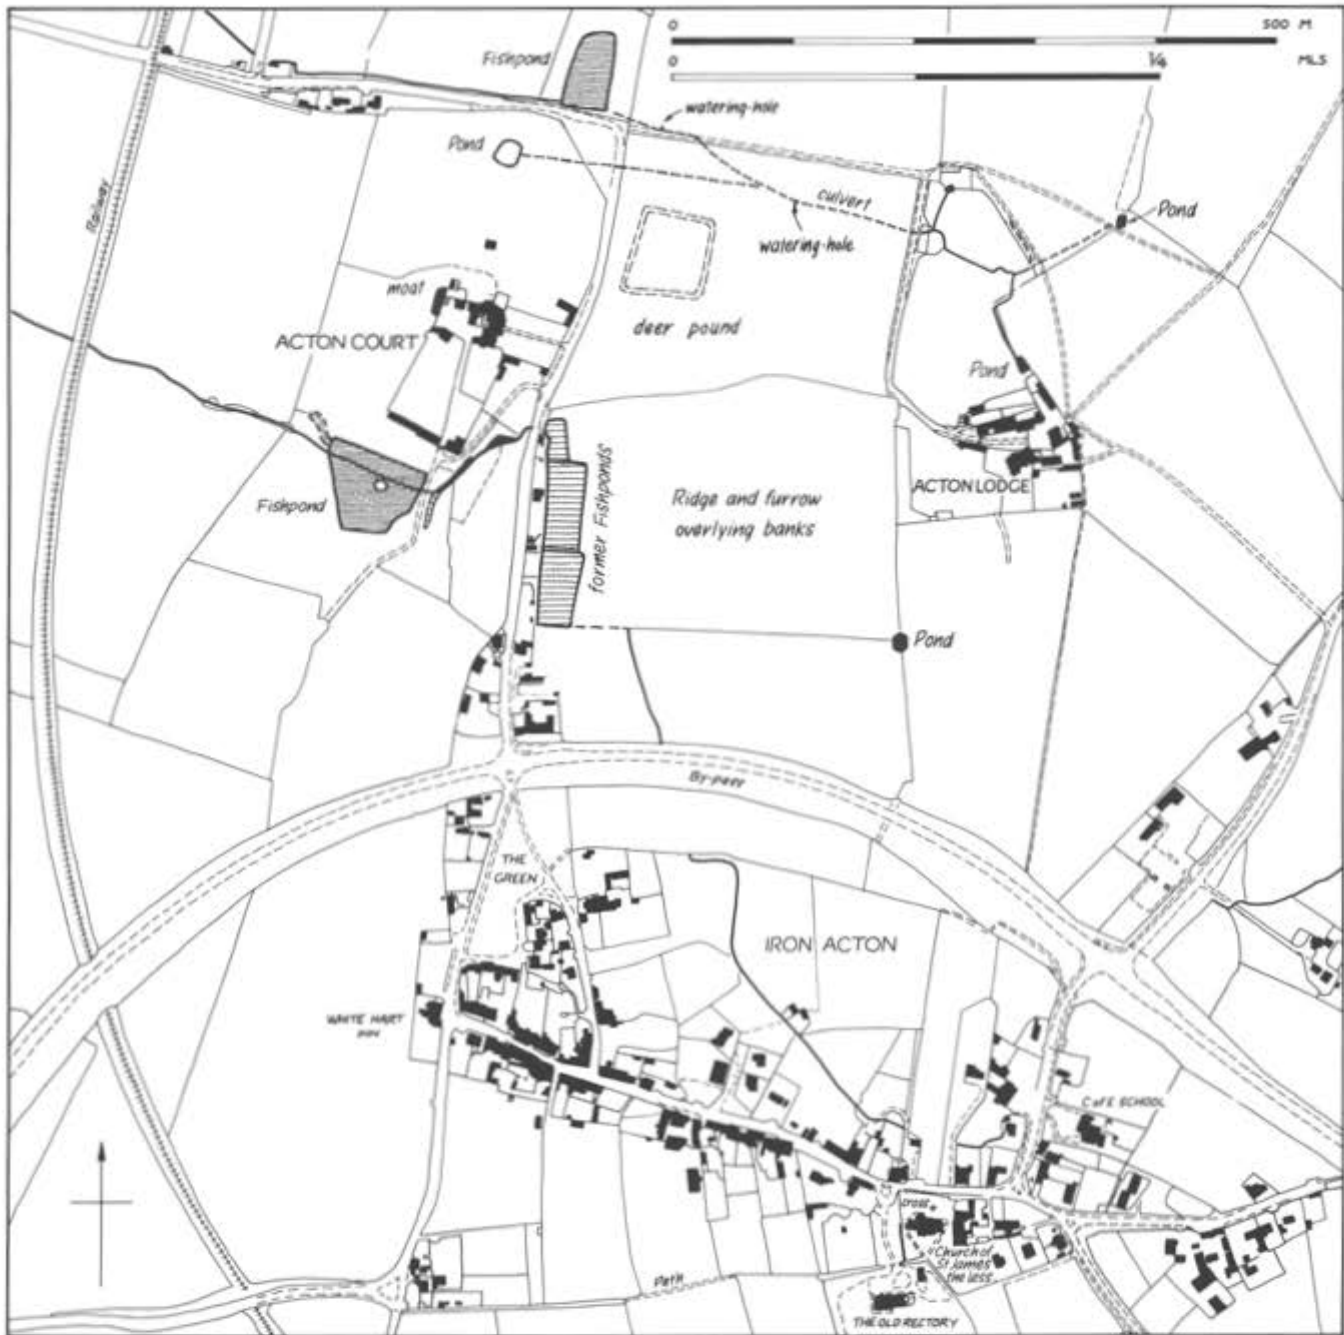 0 500 M
0 ¼ MLS
Fishpond
watering-hole
Pond
culvert
Pond
watering-hole
Railway
moat
deer pound
ACTON COURT
Pond
former Fishponds
Ridge and furrow
overlying banks
ACTON LODGE
Fishpond
Pond
By-pass
THE
GREEN
IRON ACTON
WHITE HART
INN
C of E SCHOOL
cross
Church of
St James
the less
Path
THE OLD RECTORY